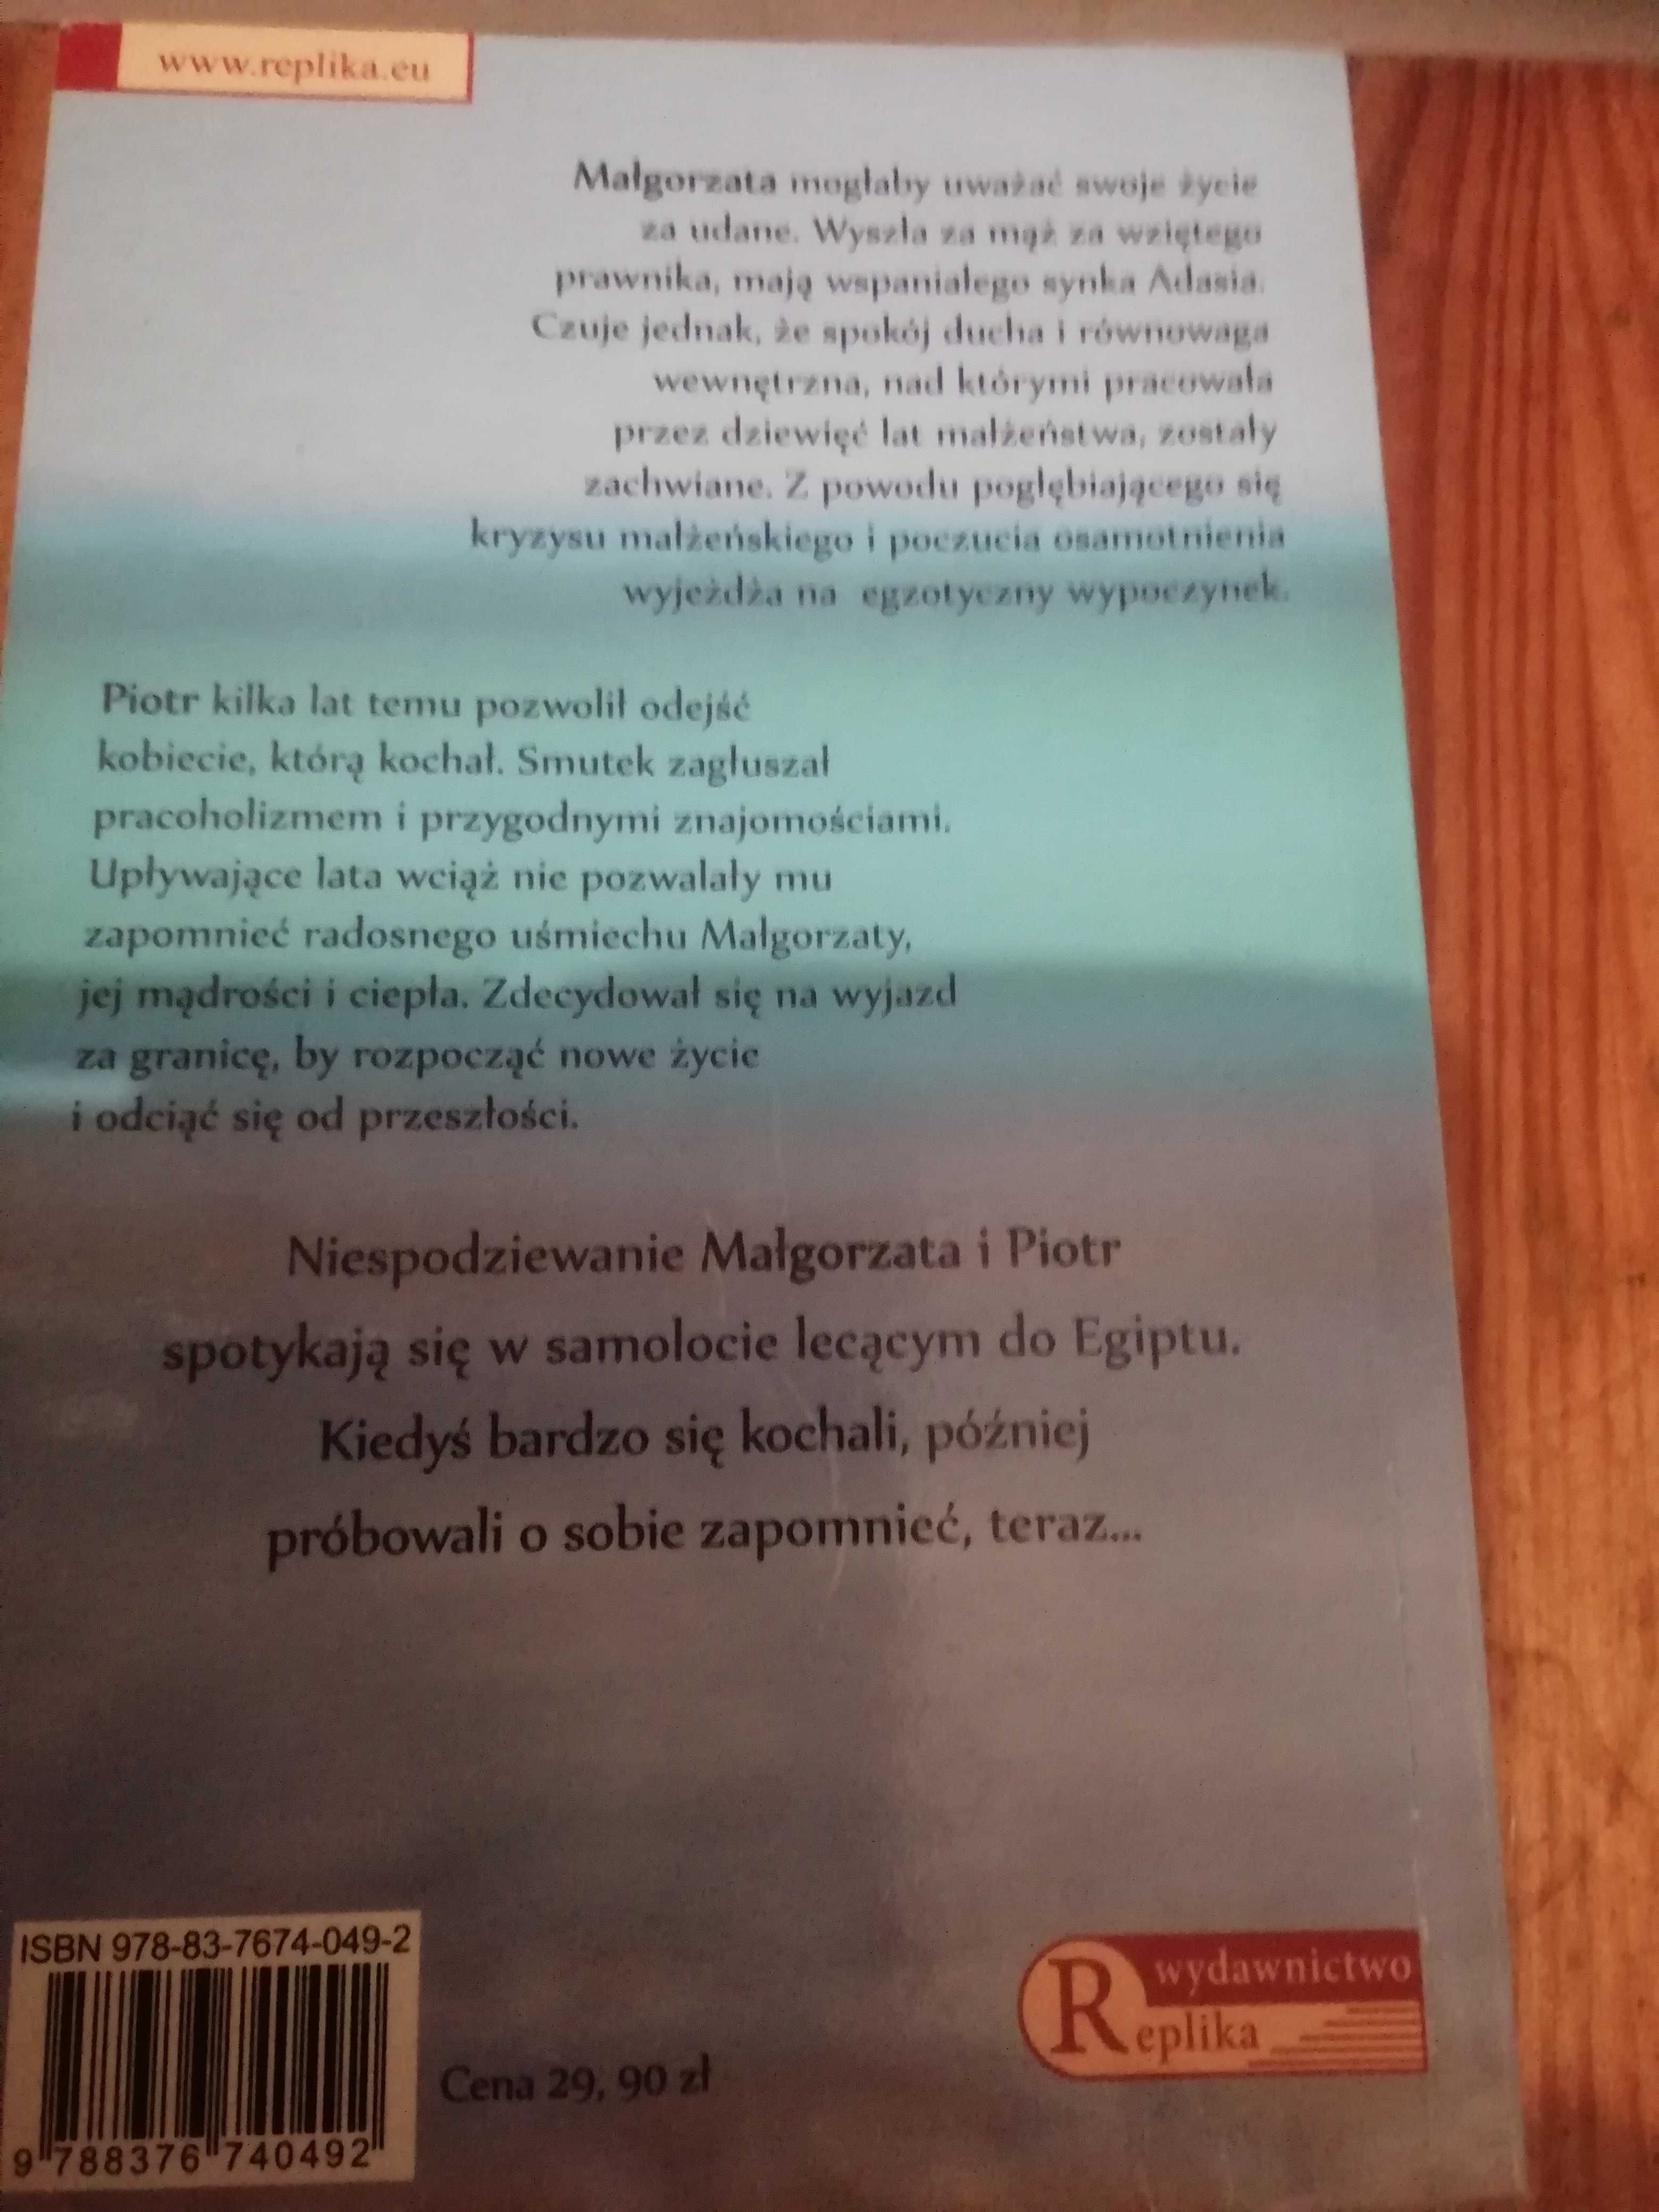 www.replika.eu
Małgorzata mogłaby uważać swoje życie
za udane. Wyszła za mąż za wziętego
prawnika, mają wspaniałego synka Adasia.
Czuje jednak, że spokój ducha i równowaga
wewnętrzna, nad którymi pracowała
przez dziewięć lat małżeństwa, zostały
zachwiane. Z powodu pogłębiającego się
kryzysu małżeńskiego i poczucia osamotnienia
wyjeżdża na egzotyczny wypoczynek.
Piotr kilka lat temu pozwolił odejść
kobiecie, którą kochał. Smutek zagłuszał
pracoholizmem i przygodnymi znajomościami.
Upływające lata wciąż nie pozwalały mu
zapomnieć radosnego uśmiechu Małgorzaty,
jej mądrości i ciepła. Zdecydował się na wyjazd
za granicę, by rozpocząć nowe życie
i odciąć się od przeszłości.
Niespodziewanie Małgorzata i Piotr
spotykają się w samolocie lecącym do Egiptu.
Kiedyś bardzo się kochali, później
próbowali o sobie zapomnieć, teraz...
ISBN 978-83-7674-049-2
9 788376 740492
Cena 29, 90 zł
wydawnictwo
Replika